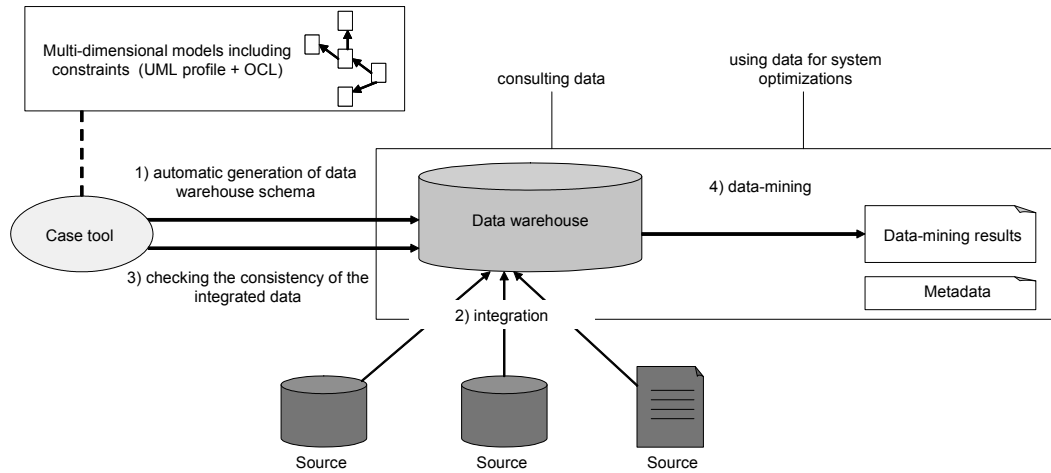 Multi-dimensional models including
constraints (UML profile + OCL)
consulting data
using data for system
optimizations
1) automatic generation of data
warehouse schema
4) data-mining
Case tool
Data warehouse
Data-mining results
3) checking the consistency of the
integrated data
Metadata
2) integration
Source
Source
Source